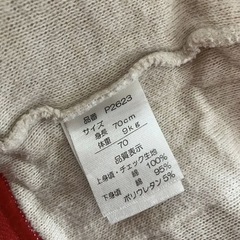 品番 P2623
サイズ
身長 70cm
体重 9kg
70
品質表示
上身頃・チェック生地
綿 100%
下身頃 綿 95%
ポリウレタン 5%